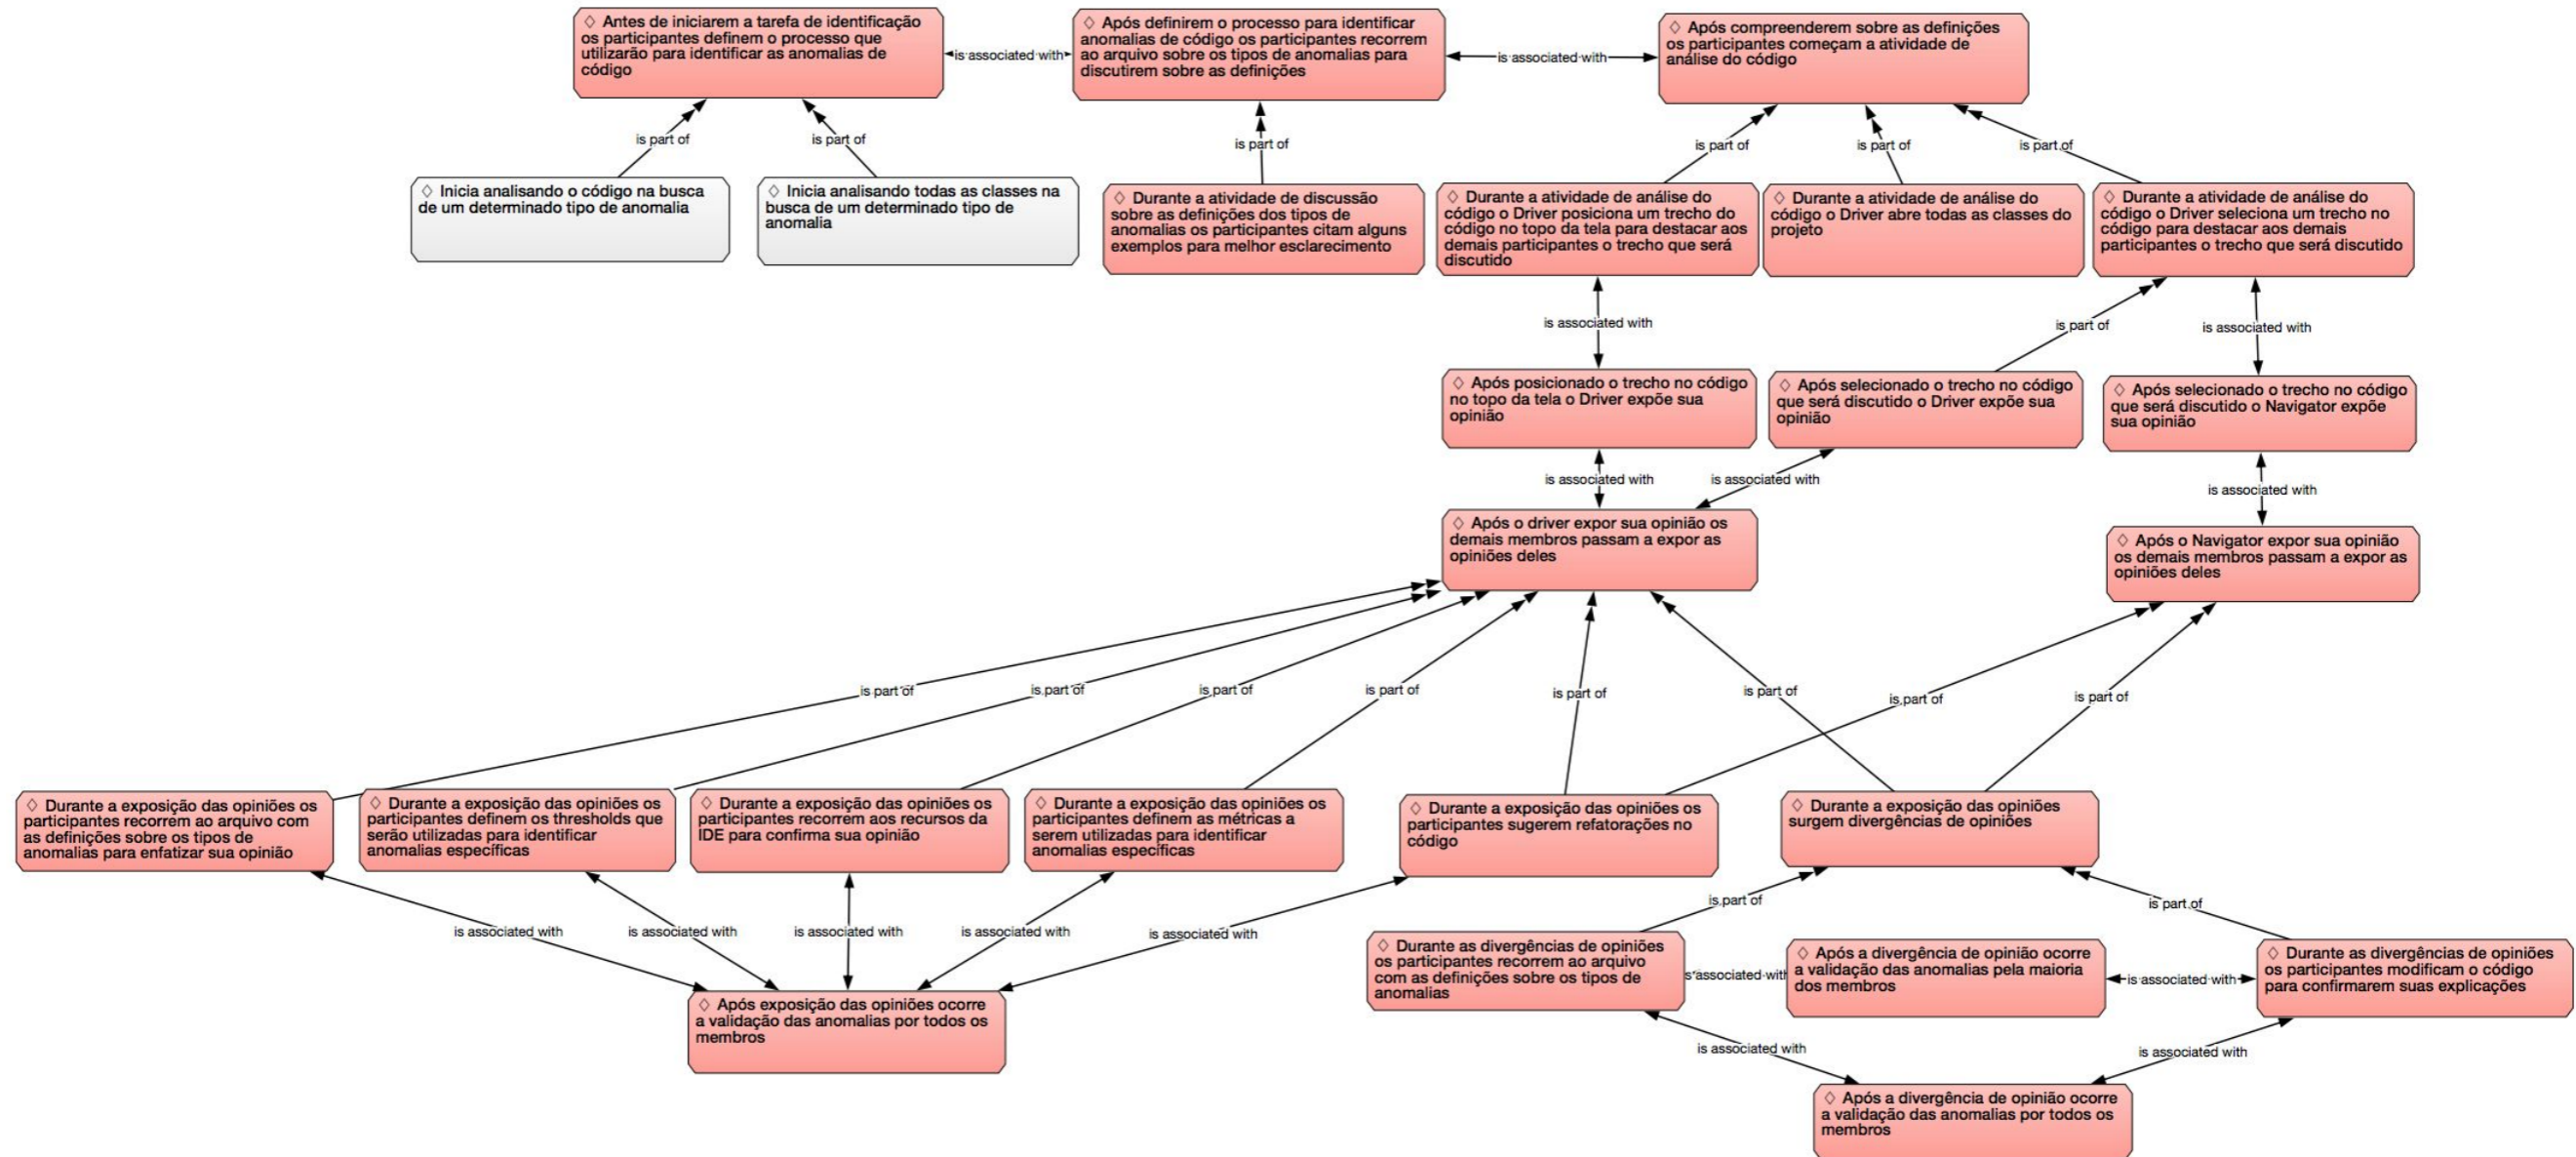 ◇ Antes de iniciarem a tarefa de identificação
os participantes definem o processo que
utilizarão para identificar as anomalias de
código
is associated with
◇ Após definirem o processo para identificar
anomalias de código os participantes recorrem
ao arquivo sobre os tipos de anomalias para
discutirem sobre as definições
is associated with
◇ Após compreenderem sobre as definições
os participantes começam a atividade de
análise do código
is part of
is part of
is part of
is part of
is part of
is part of
◇ Inicia analisando o código na busca
de um determinado tipo de anomalia
◇ Inicia analisando todas as classes na
busca de um determinado tipo de
anomalia
◇ Durante a atividade de discussão
sobre as definições dos tipos de
anomalias os participantes citam alguns
exemplos para melhor esclarecimento
◇ Durante a atividade de análise do
código o Driver posiciona um trecho do
código no topo da tela para destacar aos
demais participantes o trecho que será
discutido
◇ Durante a atividade de análise do
código o Driver abre todas as classes do
projeto
◇ Durante a atividade de análise do
código o Driver seleciona um trecho no
código para destacar aos demais
participantes o trecho que será discutido
is associated with
is part of
is associated with
◇ Após posicionado o trecho no código
no topo da tela o Driver expõe sua
opinião
◇ Após selecionado o trecho no código
que será discutido o Driver expõe sua
opinião
◇ Após selecionado o trecho no código
que será discutido o Navigator expõe
sua opinião
is associated with
is associated with
is associated with
◇ Após o driver expor sua opinião os
demais membros passam a expor as
opiniões deles
◇ Após o Navigator expor sua opinião
os demais membros passam a expor as
opiniões deles
is part of
is part of
is part of
is part of
is part of
is part of
is part of
is part of
◇ Durante a exposição das opiniões os
participantes recorrem ao arquivo com
as definições sobre os tipos de
anomalias para enfatizar sua opinião
◇ Durante a exposição das opiniões os
participantes definem os thresholds que
serão utilizadas para identificar
anomalias específicas
◇ Durante a exposição das opiniões os
participantes recorrem aos recursos da
IDE para confirma sua opinião
◇ Durante a exposição das opiniões os
participantes definem as métricas a
serem utilizadas para identificar
anomalias específicas
◇ Durante a exposição das opiniões os
participantes sugerem refatorações no
código
◇ Durante a exposição das opiniões
surgem divergências de opiniões
is associated with
is associated with
is associated with
is associated with
is associated with
is part of
is part of
◇ Após exposição das opiniões ocorre
a validação das anomalias por todos os
membros
◇ Durante as divergências de opiniões
os participantes recorrem ao arquivo
com as definições sobre os tipos de
anomalias
s associated with
◇ Após a divergência de opinião ocorre
a validação das anomalias pela maioria
dos membros
is associated with
◇ Durante as divergências de opiniões
os participantes modificam o código
para confirmarem suas explicações
is associated with
is associated with
◇ Após a divergência de opinião ocorre
a validação das anomalias por todos os
membros